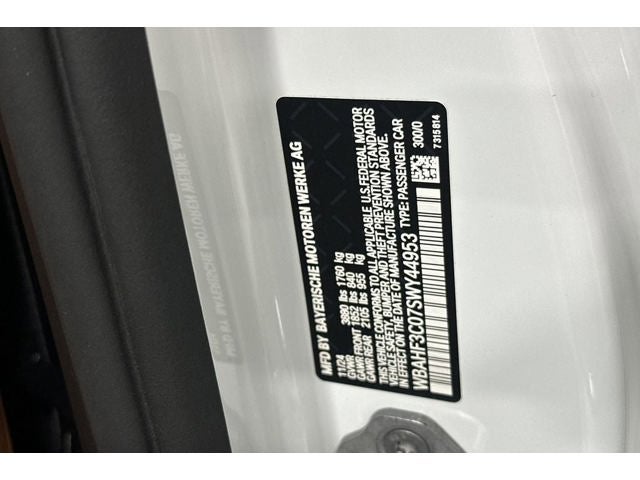 MFD BY BAYERISCHE MOTOREN WERKE AG
11/24
GVWR 3880 lbs 1760 kg
GAWR FRONT 1852 lbs 840 kg
GAWR REAR 2105 lbs 955 kg
THIS VEHICLE CONFORMS TO ALL APPLICABLE U.S.FEDERAL MOTOR
VEHICLE SAFETY, BUMPER AND THEFT PREVENTION STANDARDS
IN EFFECT ON THE DATE OF MANUFACTURE SHOWN ABOVE.
WBAHF3C07SWY44953 TYPE: PASSENGER CAR
300/0
7315814